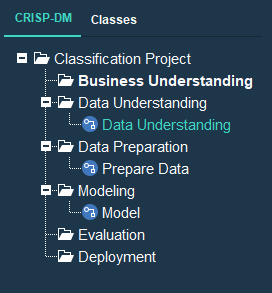 CRISP-DM Classes
Classification Project
Business Understanding
Data Understanding
Data Understanding
Data Preparation
Prepare Data
Modeling
Model
Evaluation
Deployment